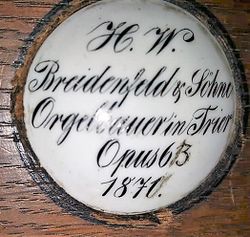 H. W.
Breidenfeld & Söhne
Orgelbauer in Trier
Opus 63
1870.